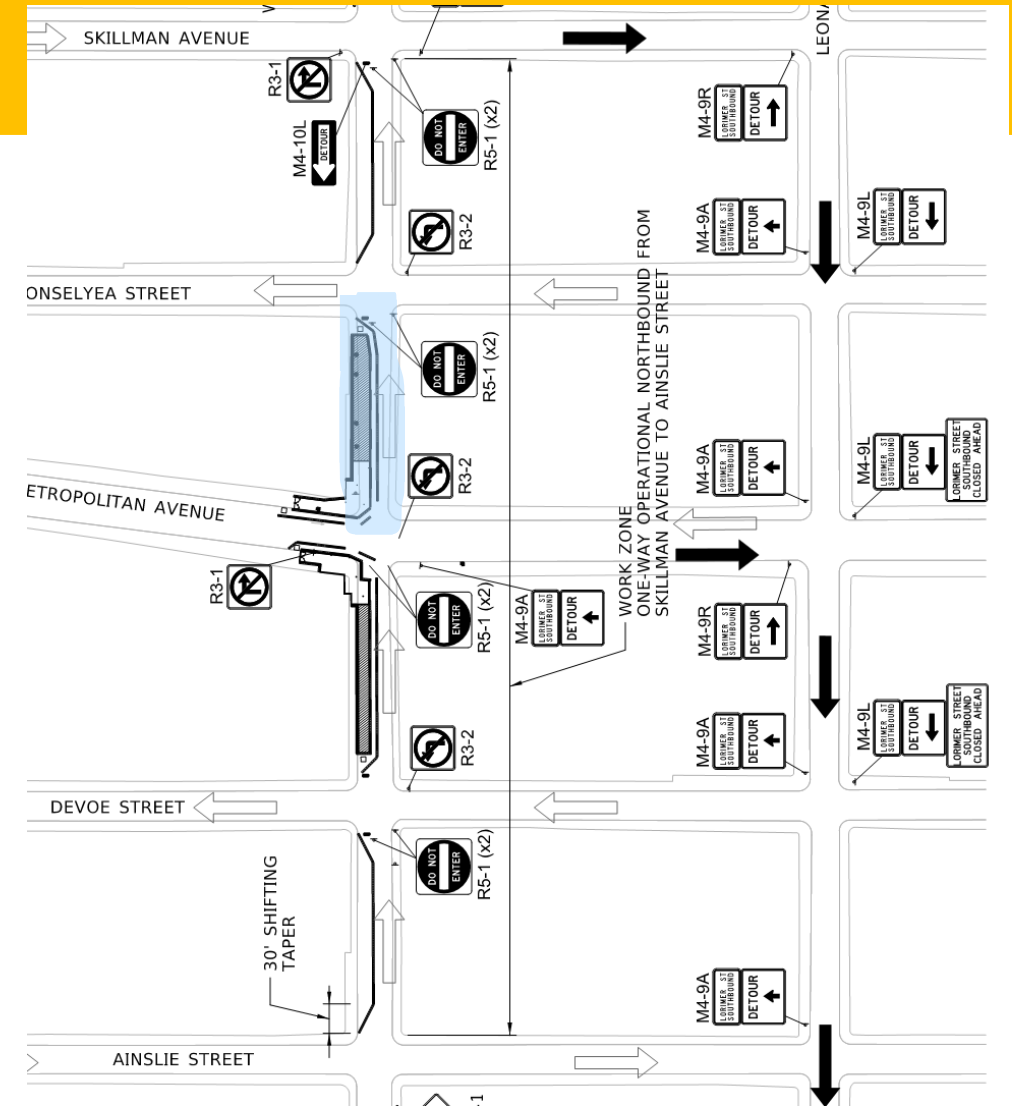 SKILLMAN AVENUE
R3-1
M4-10L
DETOUR
DO NOT
ENTER
R5-1 (x2)
R3-2
M4-9R
LORIMER ST
SOUTHBOUND
DETOUR
M4-9A
LORIMER ST
SOUTHBOUND
DETOUR
M4-9L
LORIMER ST
SOUTHBOUND
DETOUR
ONSELYEA STREET
DO NOT
ENTER
R5-1 (x2)
R3-2
WORK ZONE
ONE-WAY OPERATIONAL NORTHBOUND FROM
SKILLMAN AVENUE TO AINSLIE STREET
M4-9A
LORIMER ST
SOUTHBOUND
DETOUR
M4-9L
LORIMER ST
SOUTHBOUND
DETOUR
LORIMER STREET
SOUTHBOUND
CLOSED AHEAD
ETROPOLITAN AVENUE
R3-1
DO NOT
ENTER
R5-1 (x2)
M4-9A
LORIMER ST
SOUTHBOUND
DETOUR
M4-9R
LORIMER ST
SOUTHBOUND
DETOUR
R3-2
M4-9A
LORIMER ST
SOUTHBOUND
DETOUR
M4-9L
LORIMER ST
SOUTHBOUND
DETOUR
LORIMER STREET
SOUTHBOUND
CLOSED AHEAD
DEVOE STREET
DO NOT
ENTER
R5-1 (x2)
30' SHIFTING
TAPER
M4-9A
LORIMER ST
SOUTHBOUND
DETOUR
AINSLIE STREET
LEONA
-1